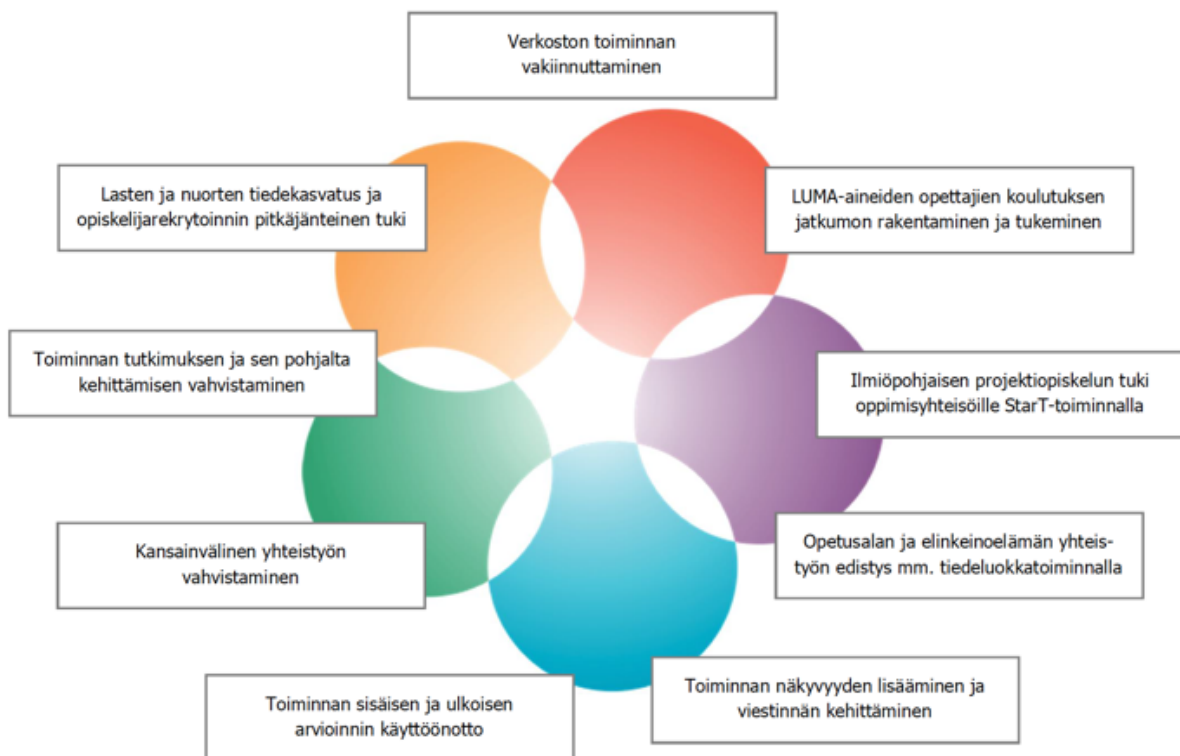 Verkoston toiminnan
vakiinnuttaminen
Lasten ja nuorten tiedekasvatus ja
opiskelijarekrytoinnin pitkäjänteinen tuki
LUMA-aineiden opettajien koulutuksen
jatkumon rakentaminen ja tukeminen
Toiminnan tutkimuksen ja sen pohjalta
kehittämisen vahvistaminen
Ilmiöpohjaisen projektiopiskelun tuki
oppimisyhteisöille StarT-toiminnalla
Kansainvälinen yhteistyön
vahvistaminen
Opetusalan ja elinkeinoelämän yhteis-
työn edistys mm. tiedeluokkatoiminnalla
Toiminnan sisäisen ja ulkoisen
arvioinnin käyttöönotto
Toiminnan näkyvyyden lisääminen ja
viestinnän kehittäminen